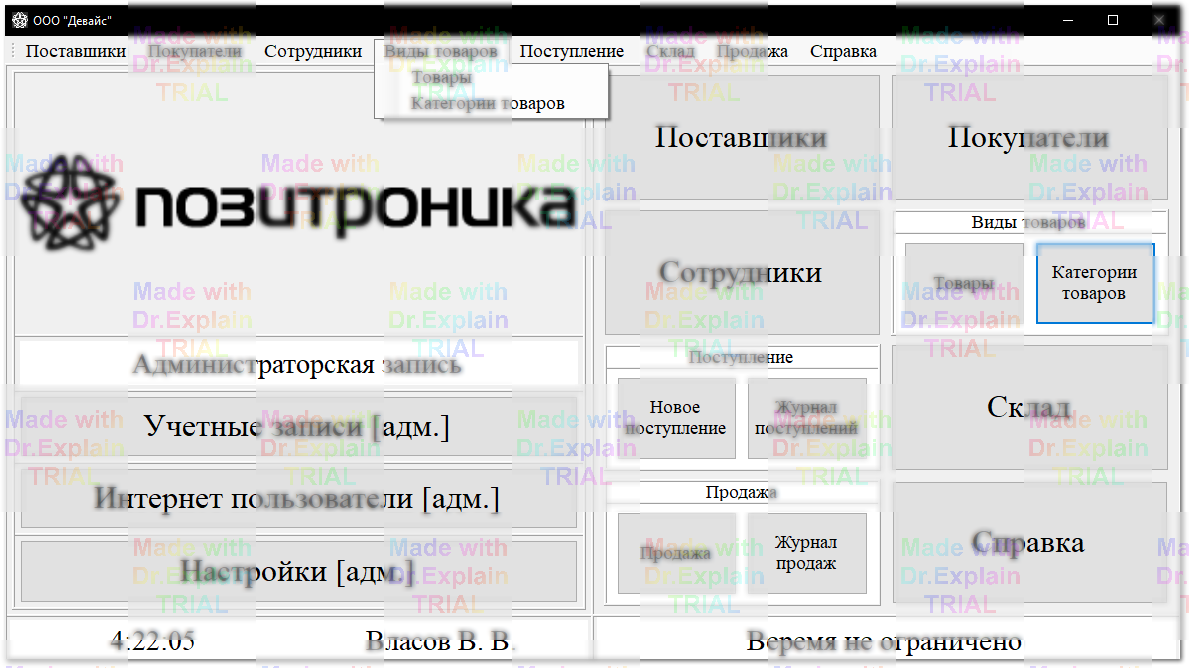 ООО "Девайс"
Поставщики Покупатели Сотрудники Виды товаров Поступление Склад Продажа Справка
Товары
Категории товаров
позитроника
Администраторская запись
Учетные записи [адм.]
Интернет пользователи [адм.]
Настройки [адм.]
Поставщики
Покупатели
Сотрудники
Виды товаров
Товары
Категории
товаров
Поступление
Новое
поступление
Журнал
поступлений
Склад
Продажа
Продажа
Журнал
продаж
Справка
4:22:05 Власов В. В. Веремя не ограничено
Made with
Dr.Explain
TRIAL